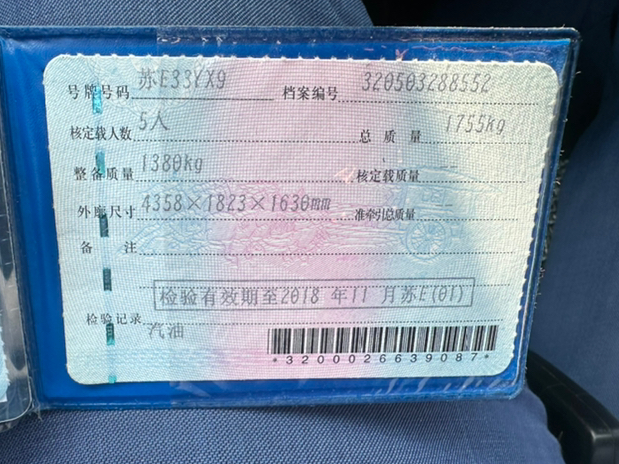 号牌号码 苏E33YX9 档案编号 320503288552
核定载人数 5人 总质量 1755kg
整备质量 1380kg 核定载质量
外廓尺寸 4358×1823×1630mm 准牵引总质量
备注
检验有效期至2018 年11 月苏E(01)
检验记录
汽油
*3200026639087*